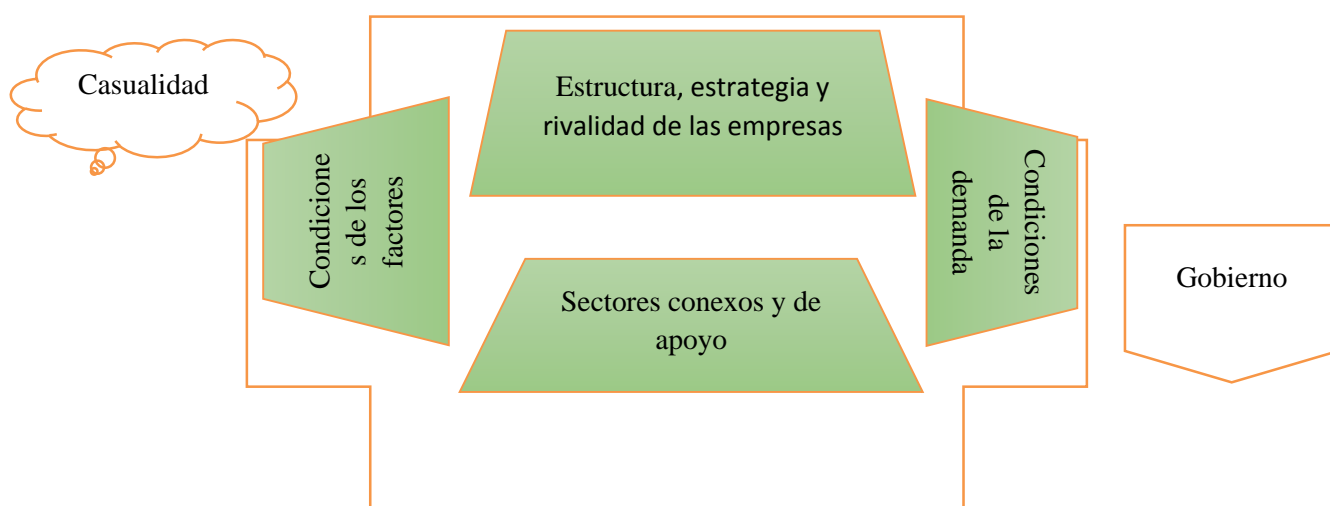 Casualidad
Estructura, estrategia y
rivalidad de las empresas
Condicione
s de los
factores
Condiciones
de la
demanda
Gobierno
Sectores conexos y de
apoyo